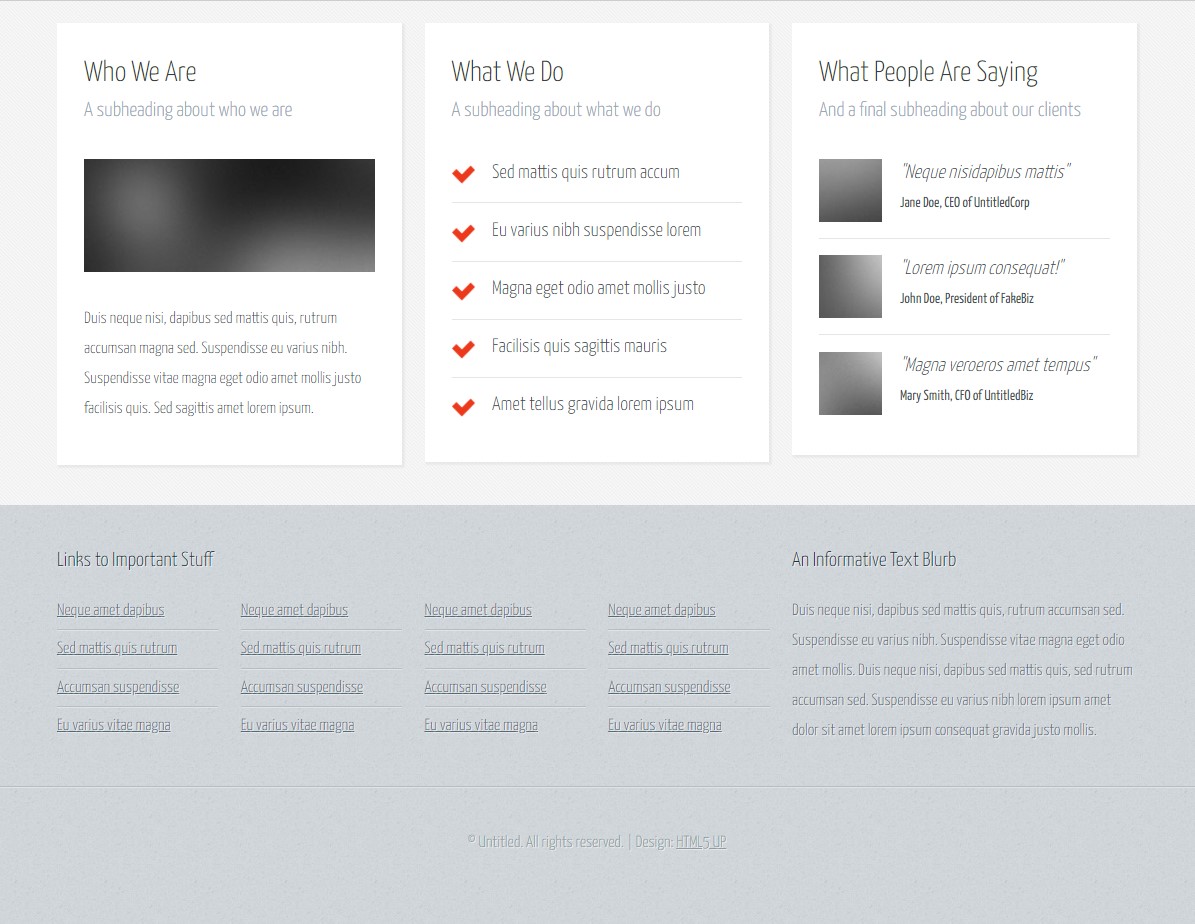 Who We Are
A subheading about who we are
Duis neque nisi, dapibus sed mattis quis, rutrum
accumsan magna sed. Suspendisse eu varius nibh.
Suspendisse vitae magna eget odio amet mollis justo
facilisis quis. Sed sagittis amet lorem ipsum.
What We Do
A subheading about what we do
Sed mattis quis rutrum accum
Eu varius nibh suspendisse lorem
Magna eget odio amet mollis justo
Facilisis quis sagittis mauris
Amet tellus gravida lorem ipsum
What People Are Saying
And a final subheading about our clients
"Neque nisidapibus mattis"
Jane Doe, CEO of UntitledCorp
"Lorem ipsum consequat!"
John Doe, President of FakeBiz
"Magna veroeros amet tempus"
Mary Smith, CFO of UntitledBiz
Links to Important Stuff
Neque amet dapibus
Sed mattis quis rutrum
Accumsan suspendisse
Eu varius vitae magna
Neque amet dapibus
Sed mattis quis rutrum
Accumsan suspendisse
Eu varius vitae magna
Neque amet dapibus
Sed mattis quis rutrum
Accumsan suspendisse
Eu varius vitae magna
Neque amet dapibus
Sed mattis quis rutrum
Accumsan suspendisse
Eu varius vitae magna
An Informative Text Blurb
Duis neque nisi, dapibus sed mattis quis, rutrum accumsan sed.
Suspendisse eu varius nibh. Suspendisse vitae magna eget odio
amet mollis. Duis neque nisi, dapibus sed mattis quis, sed rutrum
accumsan sed. Suspendisse eu varius nibh lorem ipsum amet
dolor sit amet lorem ipsum consequat gravida justo mollis.
© Untitled. All rights reserved. | Design: HTML5 UP